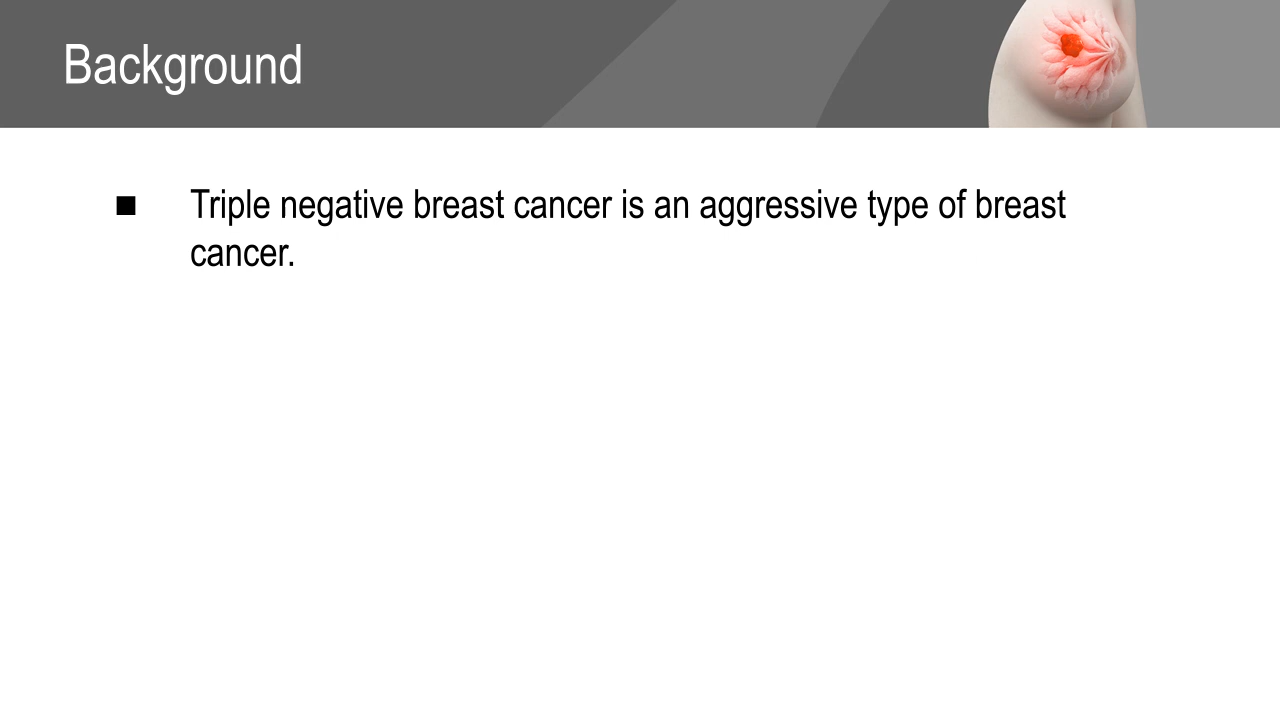 Background
■ Triple negative breast cancer is an aggressive type of breast
cancer.